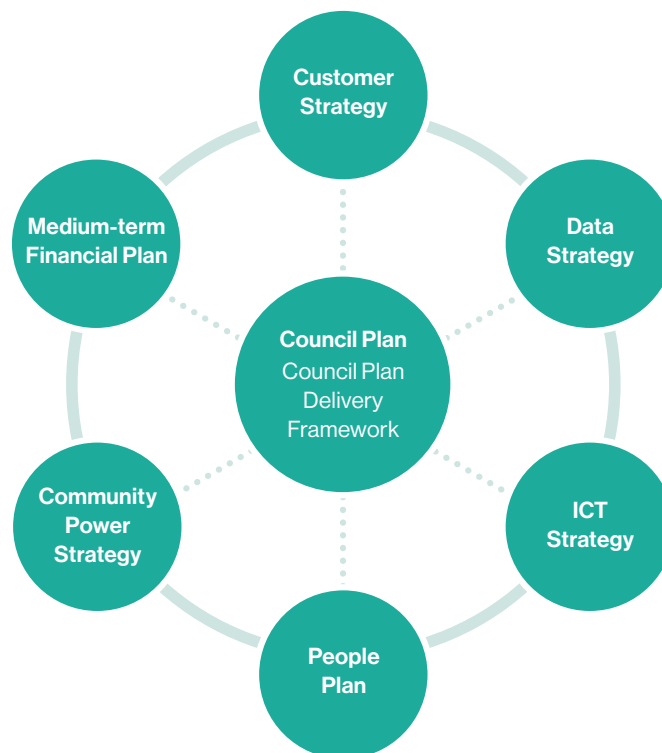 Customer
Strategy
Medium-term
Financial Plan
Data
Strategy
Council Plan
Council Plan
Delivery
Framework
Community
Power
Strategy
ICT
Strategy
People
Plan